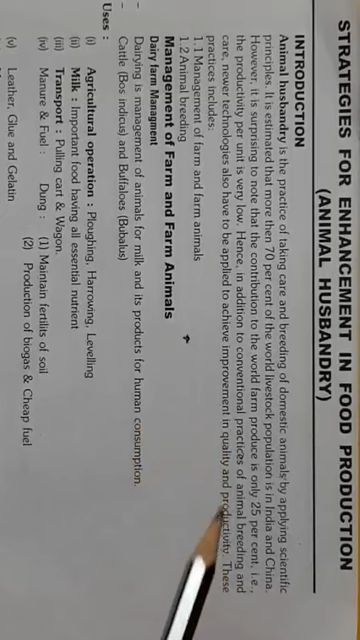 STRATEGIES FOR ENHANCEMENT IN FOOD PRODUCTION
(ANIMAL HUSBANDRY)
INTRODUCTION
Animal husbandry is the practice of taking care and breeding of domestic animals by applying scientific
principles. It is estimated that more then 70 per cent of the world livestock population is in India and China.
However, it is surprising to note that the contribution to the world farm produce is only 25 per cent, i.e.,
the productivity per unit is very low. Hence, in addition to conventional practices of animal breeding and
care, newer technologies also have to be applied to achieve improvement in quality and productivity. These
practices includes:
1. 1 Management of farm and farm animals
1. 2 Animal breeding
Management of Farm and Farm Animals
Dairy farm Managment
- Dairying is management of animals for milk and its products for human consumption.
- Cattle (Bos indicus) and Buffaloes (Bubalus)
Uses :
(i) Agricultural operation : Ploughing, Harrowing, Levelling
(ii) Milk : Important food having all essential nutrient
(iii) Transport : Pulling cart & Wagon.
(iv) Manure & Fuel : Dung : (1) Maintain fertilits of soil
(2) Production of biogas & Cheap fuel
(v) Leather, Glue and Gelatin